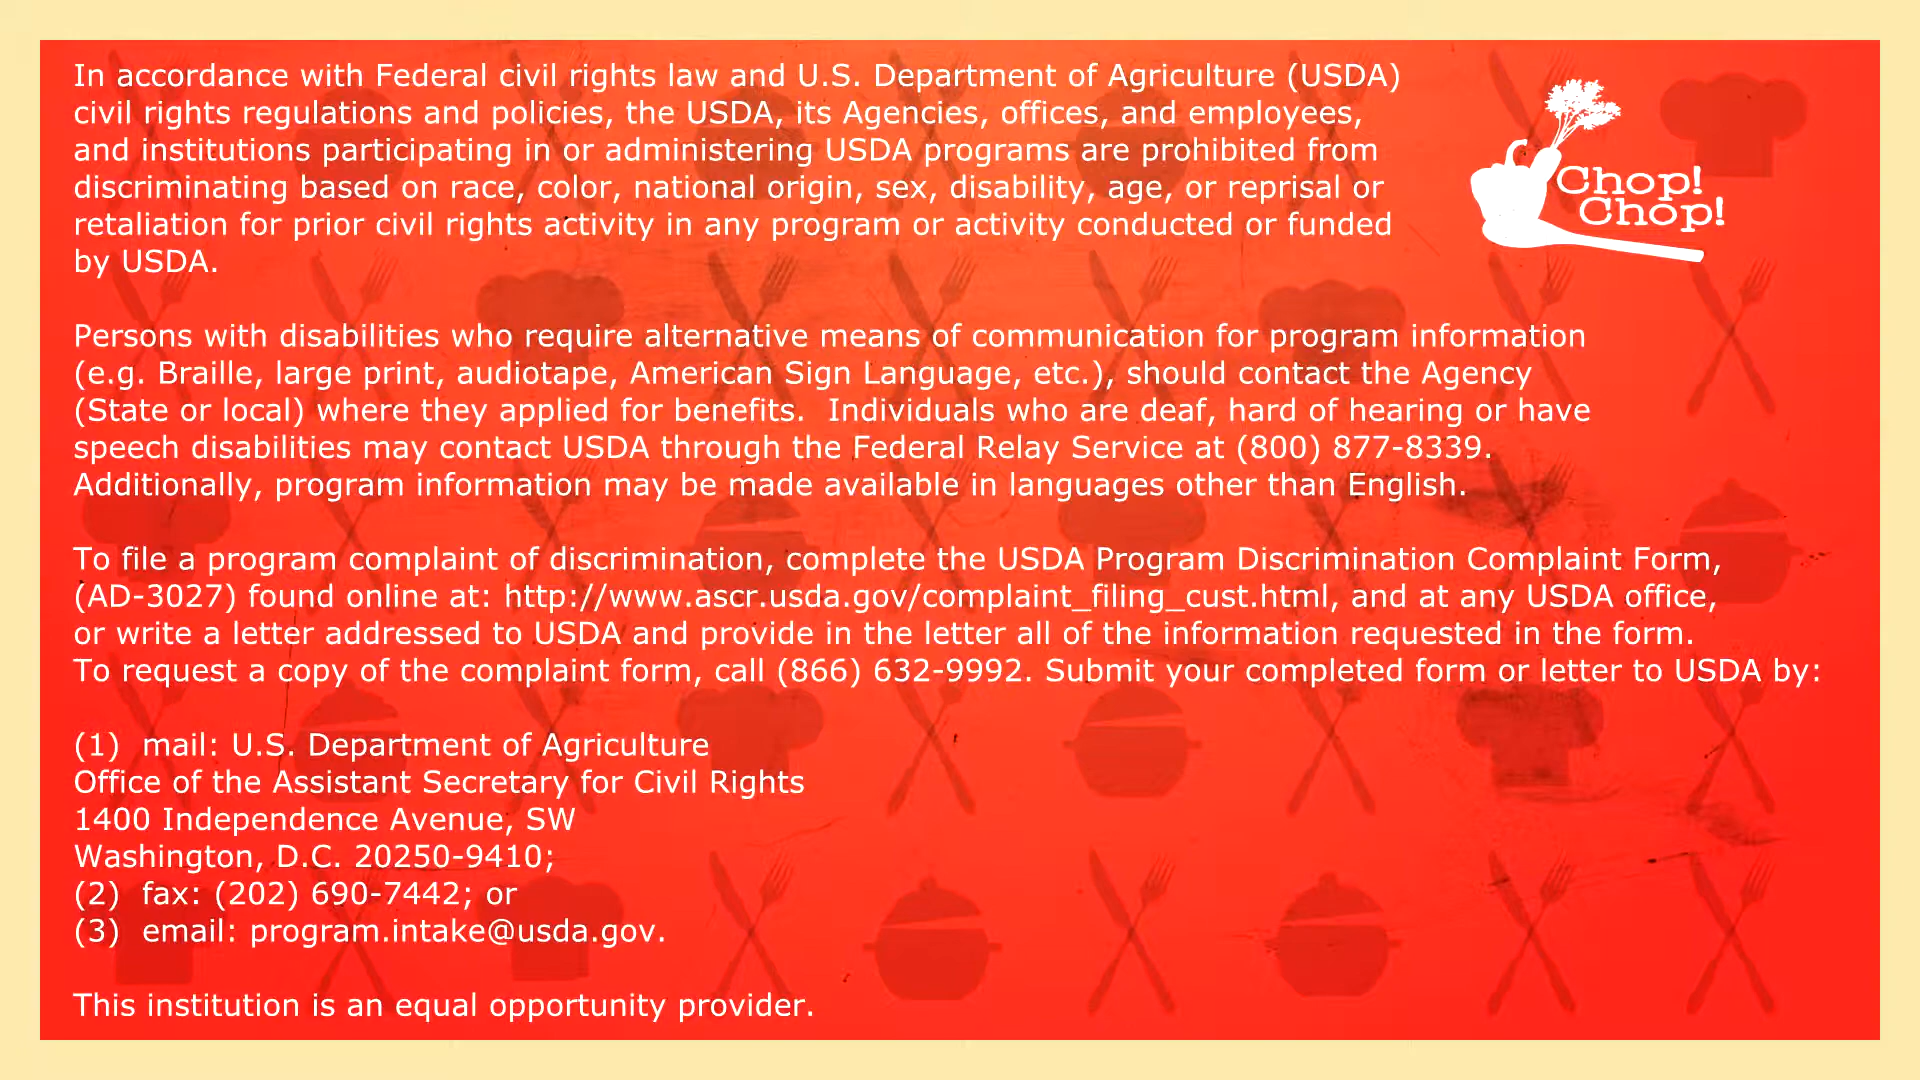 In accordance with Federal civil rights law and U.S. Department of Agriculture (USDA)
civil rights regulations and policies, the USDA, its Agencies, offices, and employees,
and institutions participating in or administering USDA programs are prohibited from
discriminating based on race, color, national origin, sex, disability, age, or reprisal or
retaliation for prior civil rights activity in any program or activity conducted or funded
by USDA.
Chop!
Chop!
Persons with disabilities who require alternative means of communication for program information
(e.g. Braille, large print, audiotape, American Sign Language, etc.), should contact the Agency
(State or local) where they applied for benefits.  Individuals who are deaf, hard of hearing or have
speech disabilities may contact USDA through the Federal Relay Service at (800) 877-8339.
Additionally, program information may be made available in languages other than English.
To file a program complaint of discrimination, complete the USDA Program Discrimination Complaint Form,
(AD-3027) found online at: http://www.ascr.usda.gov/complaint_filing_cust.html, and at any USDA office,
or write a letter addressed to USDA and provide in the letter all of the information requested in the form.
To request a copy of the complaint form, call (866) 632-9992. Submit your completed form or letter to USDA by:
(1)  mail: U.S. Department of Agriculture
Office of the Assistant Secretary for Civil Rights
1400 Independence Avenue, SW
Washington, D.C. 20250-9410;
(2)  fax: (202) 690-7442; or
(3)  email: program.intake@usda.gov.
This institution is an equal opportunity provider.